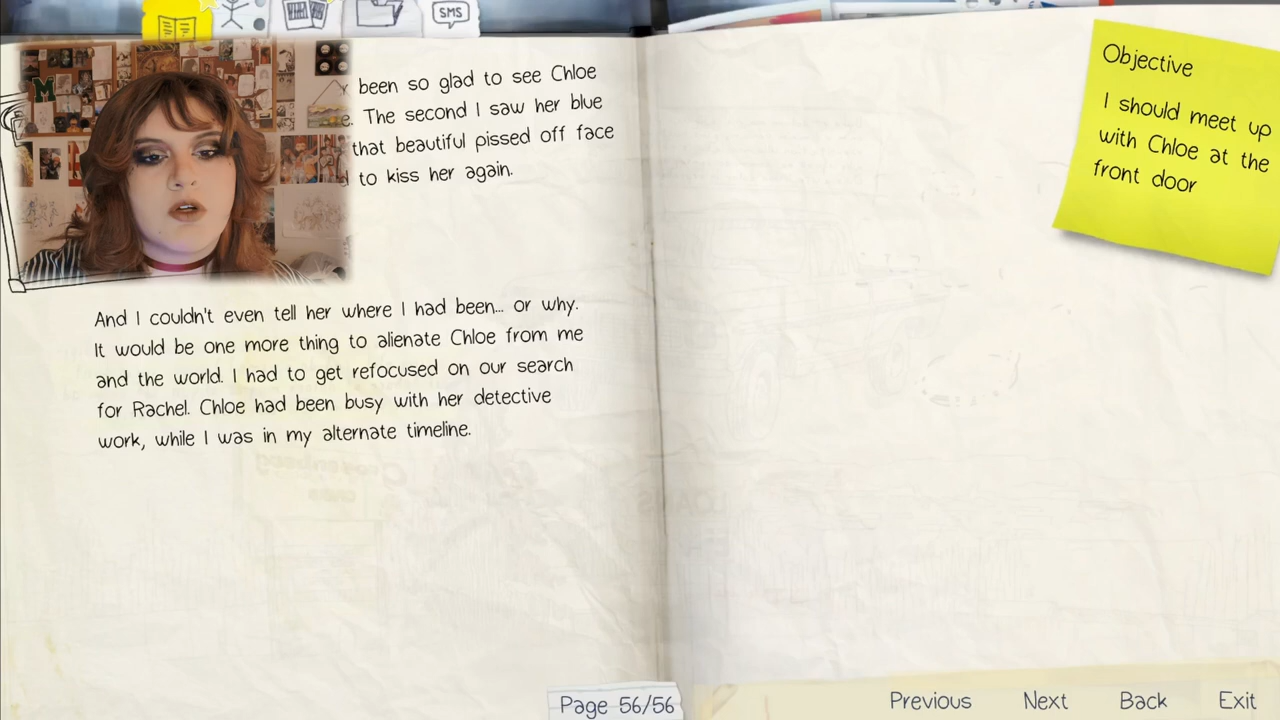 SMS
been so glad to see Chloe
The second I saw her blue
that beautiful pissed off face
to kiss her again.
And I couldn't even tell her where I had been... or why.
It would be one more thing to alienate Chloe from me
and the world. I had to get refocused on our search
for Rachel. Chloe had been busy with her detective
work, while I was in my alternate timeline.
Objective
I should meet up
with Chloe at the
front door
M
Page 56/56
Previous
Next
Back
Exit